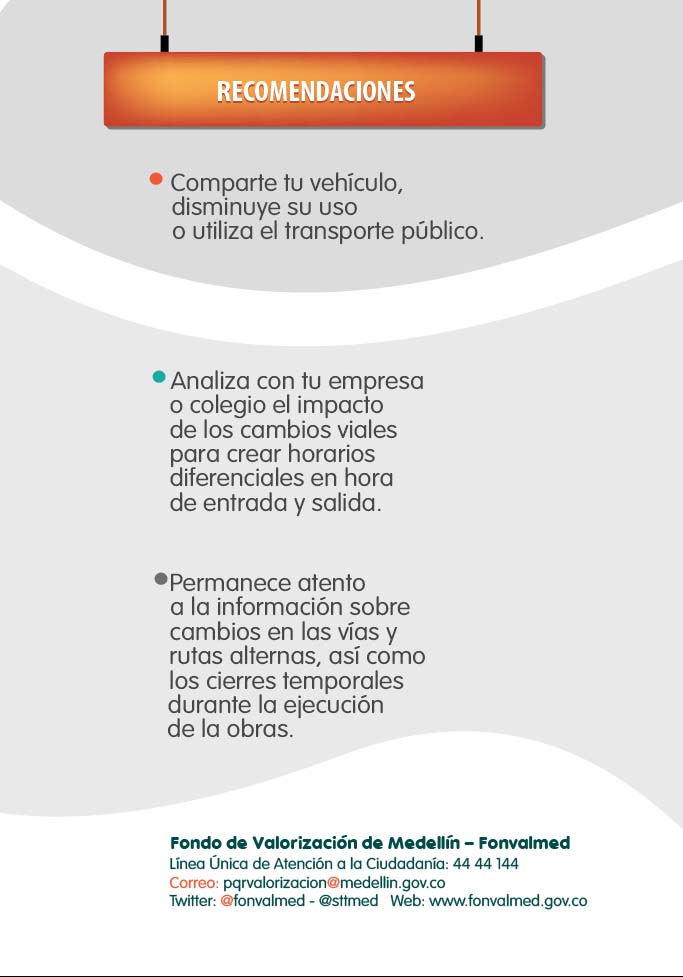 RECOMENDACIONES
Comparte tu vehículo,
disminuye su uso
o utiliza el transporte público.
Analiza con tu empresa
o colegio el impacto
de los cambios viales
para crear horarios
diferenciales en hora
de entrada y salida.
Permanece atento
a la información sobre
cambios en las vías y
rutas alternas, así como
los cierres temporales
durante la ejecución
de la obras.
Fondo de Valorización de Medellín – Fonvalmed
Línea Única de Atención a la Ciudadanía: 44 44 144
Correo: pqrvalorizacion@medellin.gov.co
Twitter: @fonvalmed - @sttmed Web: www.fonvalmed.gov.co